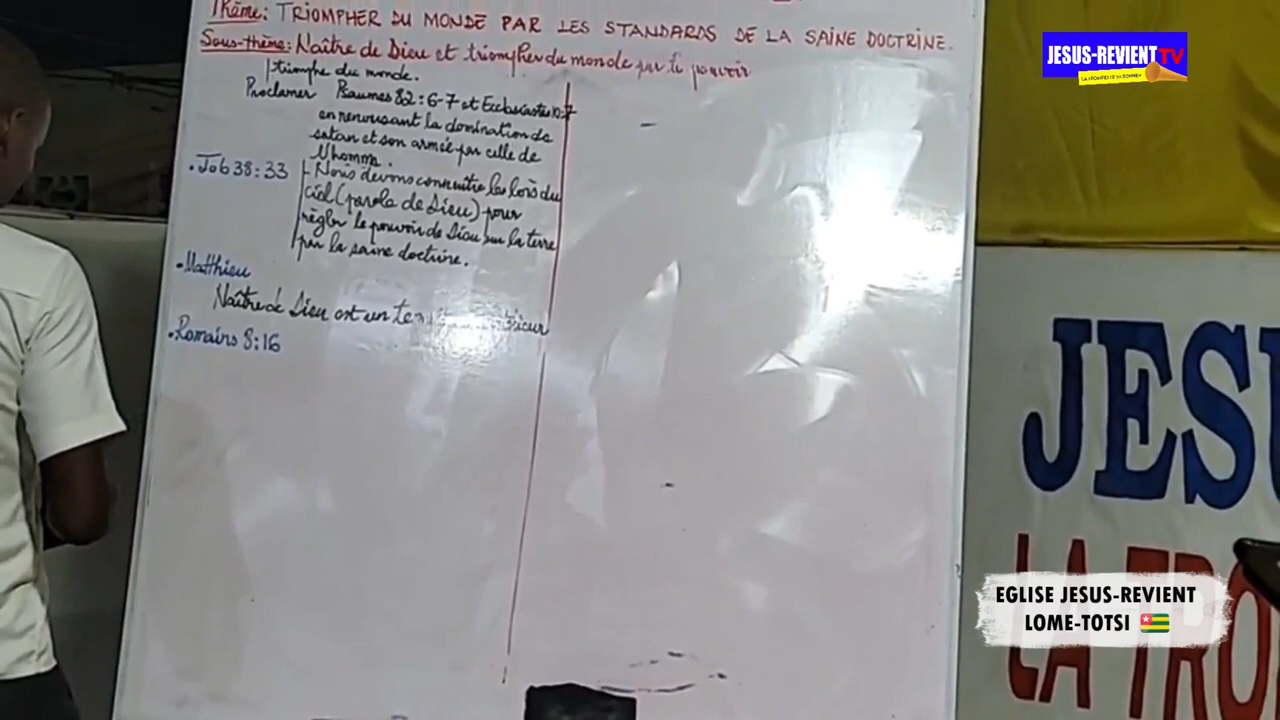 Thème: TRIOMPHER DU MONDE PAR LES STANDARDS DE LA SAINE DOCTRINE.
Sous-thème: Naître de Dieu et triompher du monde par le pouvoir
triomphe du monde.
Proclamer Psaumes 82:6-7 et Ecclésiaste 10:7
en renversant la domination de
satan et son armée par celle de
l'homme.
• Job 38:33
- Nous devons connaître les lois du
ciel (parole de Dieu) pour
règler le pouvoir de Dieu sur la terre
par la saine doctrine.
• Matthieu
Naître de Dieu est un
• Romains 8:16
JESUS-REVIENT TV
JESU
LA TRO
EGLISE JESUS-REVIENT
LOME-TOTSI